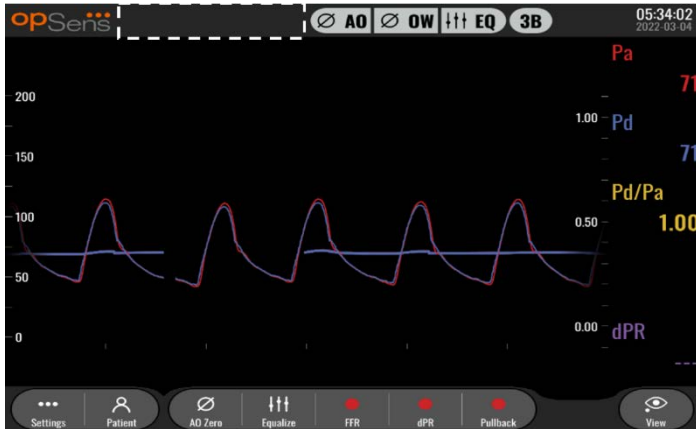 opSens
Ø AO Ø OW EQ 3B
05:34:02
2022-03-04
Pa
71
200
1.00
Pd
71
150
Pd/Pa
1.00
100
0.50
50
0
0.00
dPR
---
Settings Patient AO Zero Equalize FFR dPR Pullback View